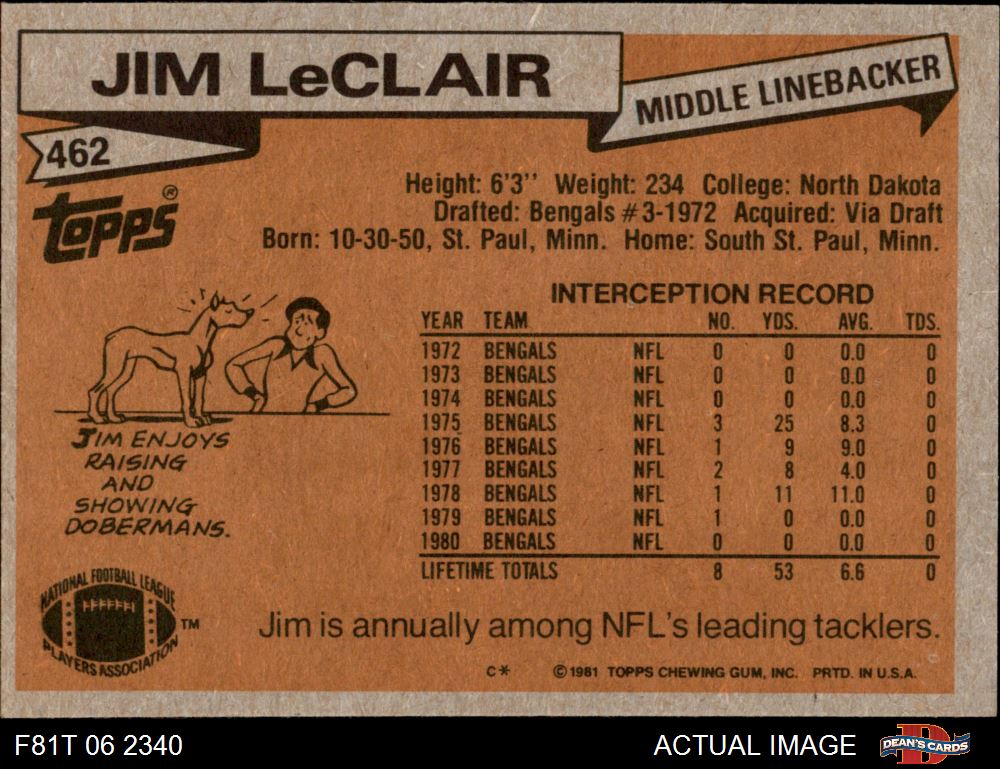 JIM LeCLAIR
MIDDLE LINEBACKER
462
TOPPS®
Height: 6'3'' Weight: 234 College: North Dakota
Drafted: Bengals #3-1972 Acquired: Via Draft
Born: 10-30-50, St. Paul, Minn. Home: South St. Paul, Minn.
INTERCEPTION RECORD
YEAR TEAM NO. YDS. AVG. TDS.
1972 BENGALS NFL 0 0 0.0 0
1973 BENGALS NFL 0 0 0.0 0
1974 BENGALS NFL 0 0 0.0 0
1975 BENGALS NFL 3 25 8.3 0
1976 BENGALS NFL 1 9 9.0 0
1977 BENGALS NFL 2 8 4.0 0
1978 BENGALS NFL 1 11 11.0 0
1979 BENGALS NFL 1 0 0.0 0
1980 BENGALS NFL 0 0 0.0 0
LIFETIME TOTALS 8 53 6.6 0
JIM ENJOYS
RAISING
AND
SHOWING
DOBERMANS.
NATIONAL FOOTBALL LEAGUE
PLAYERS ASSOCIATION
TM
Jim is annually among NFL's leading tacklers.
C* ©1981 TOPPS CHEWING GUM, INC. PRTD. IN U.S.A.
F81T 06 2340
ACTUAL IMAGE
D
DEAN'S CARDS